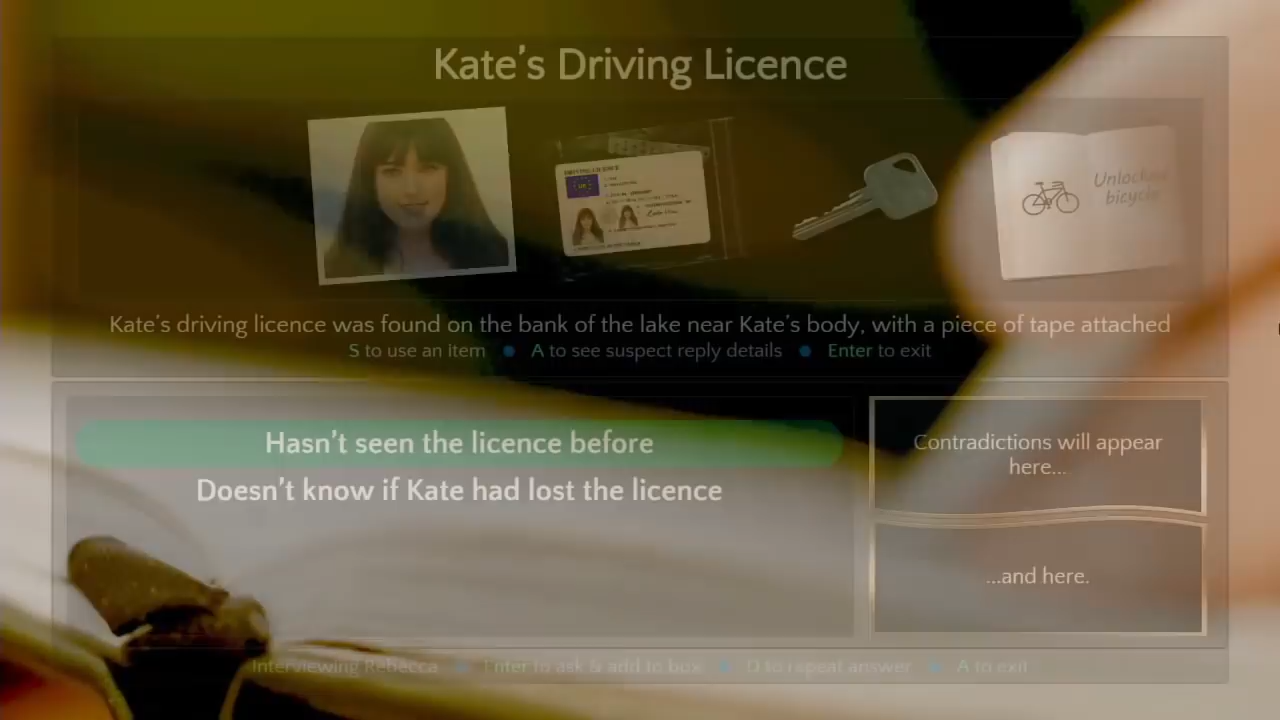 Kate's Driving Licence
DRIVING LICENCE
UK
Unlocked
bicycle
Kate's driving licence was found on the bank of the lake near Kate's body, with a piece of tape attached
S to use an item • A to see suspect reply details • Enter to exit
Hasn't seen the licence before
Doesn't know if Kate had lost the licence
Contradictions will appear
here...
...and here.
Interviewing Rebecca • Enter to ask & add to box • D to repeat answer • A to exit